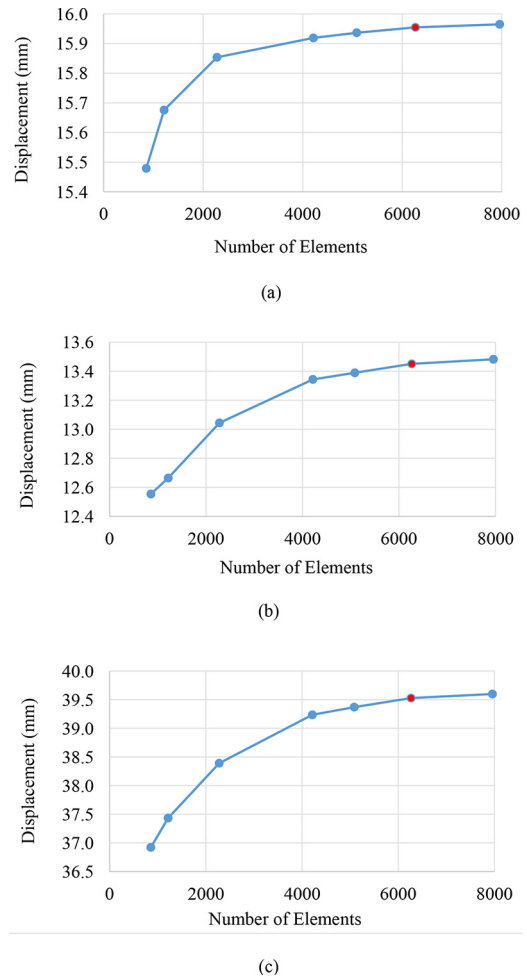 16.0
15.9
15.8
15.7
15.6
15.5
15.4
Displacement (mm)
0 2000 4000 6000 8000
Number of Elements
(a)
13.6
13.4
13.2
13.0
12.8
12.6
12.4
Displacement (mm)
0 2000 4000 6000 8000
Number of Elements
(b)
40.0
39.5
39.0
38.5
38.0
37.5
37.0
36.5
Displacement (mm)
0 2000 4000 6000 8000
Number of Elements
(c)